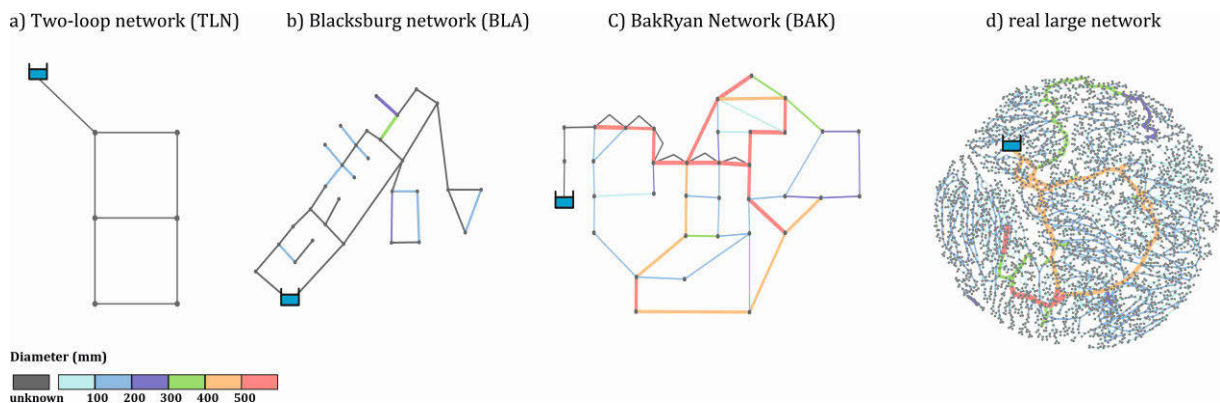 a) Two-loop network (TLN)
b) Blacksburg network (BLA)
C) BakRyan Network (BAK)
d) real large network
Diameter (mm)
unknown 100 200 300 400 500